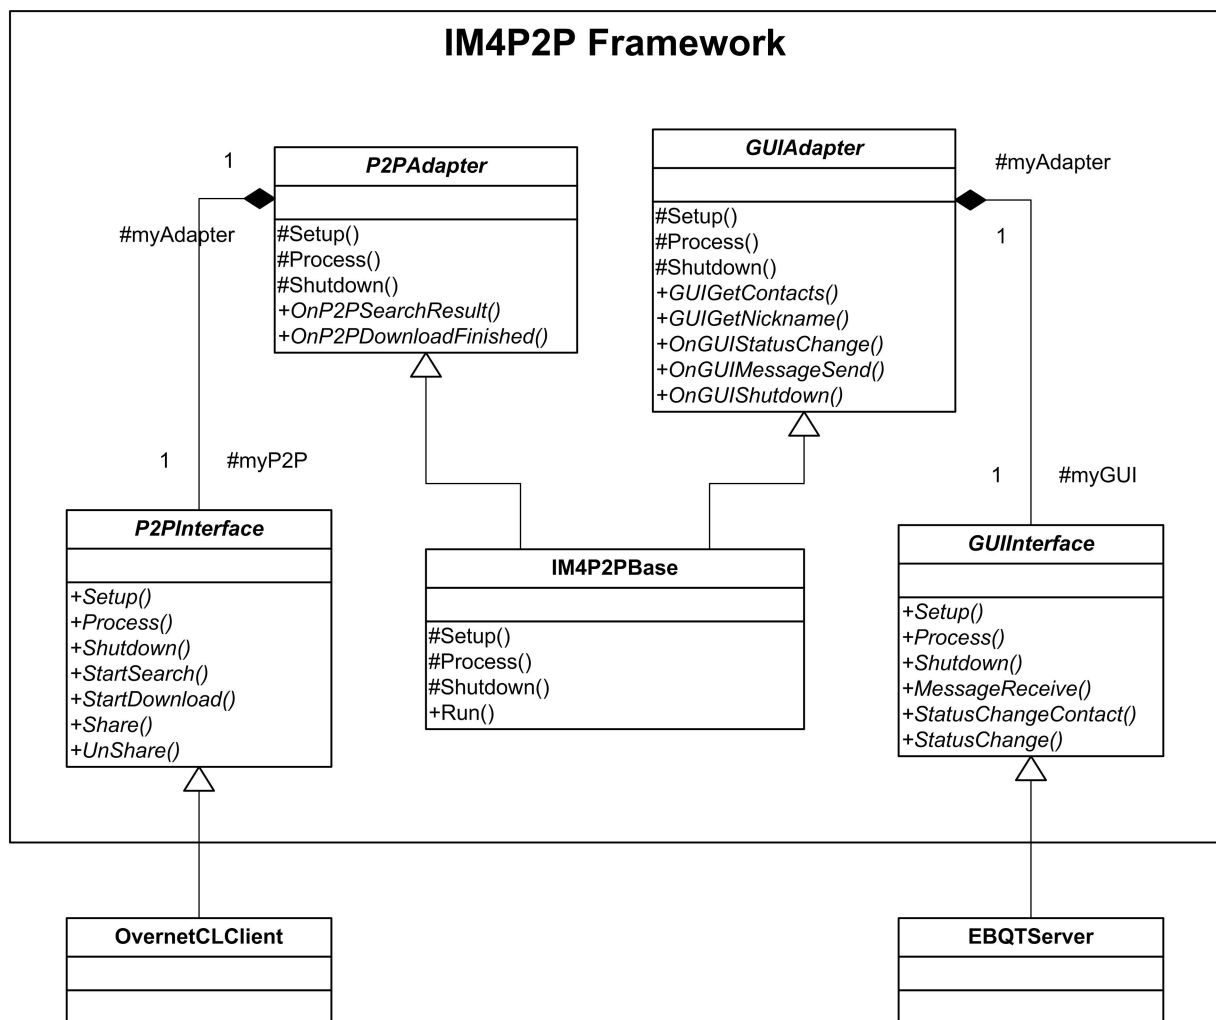 IM4P2P Framework
1
#myAdapter
P2PAdapter
#Setup()
#Process()
#Shutdown()
+OnP2PSearchResult()
+OnP2PDownloadFinished()
GUIAdapter
#Setup()
#Process()
#Shutdown()
+GUIGetContacts()
+GUIGetNickname()
+OnGUIStatusChange()
+OnGUIMessageSend()
+OnGUIShutdown()
#myAdapter
1
1
#myP2P
1
#myGUI
P2PInterface
+Setup()
+Process()
+Shutdown()
+StartSearch()
+StartDownload()
+Share()
+UnShare()
IM4P2PBase
#Setup()
#Process()
#Shutdown()
+Run()
GUIInterface
+Setup()
+Process()
+Shutdown()
+MessageReceive()
+StatusChangeContact()
+StatusChange()
OvernetCLClient
EBQTServer